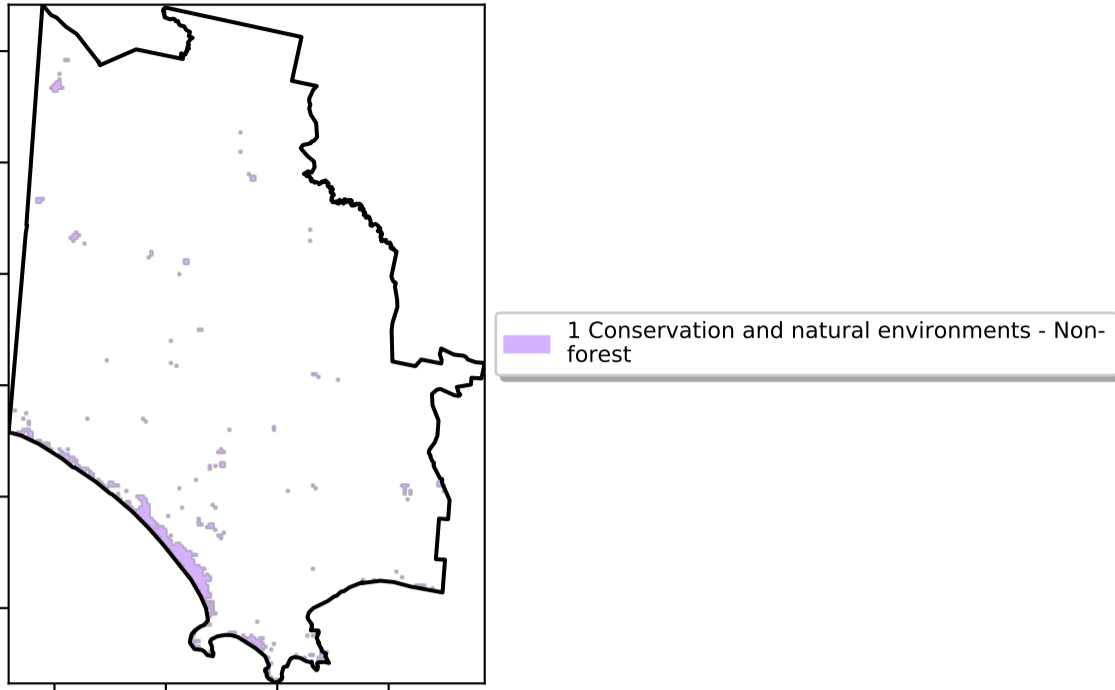 1 Conservation and natural environments - Non-
forest